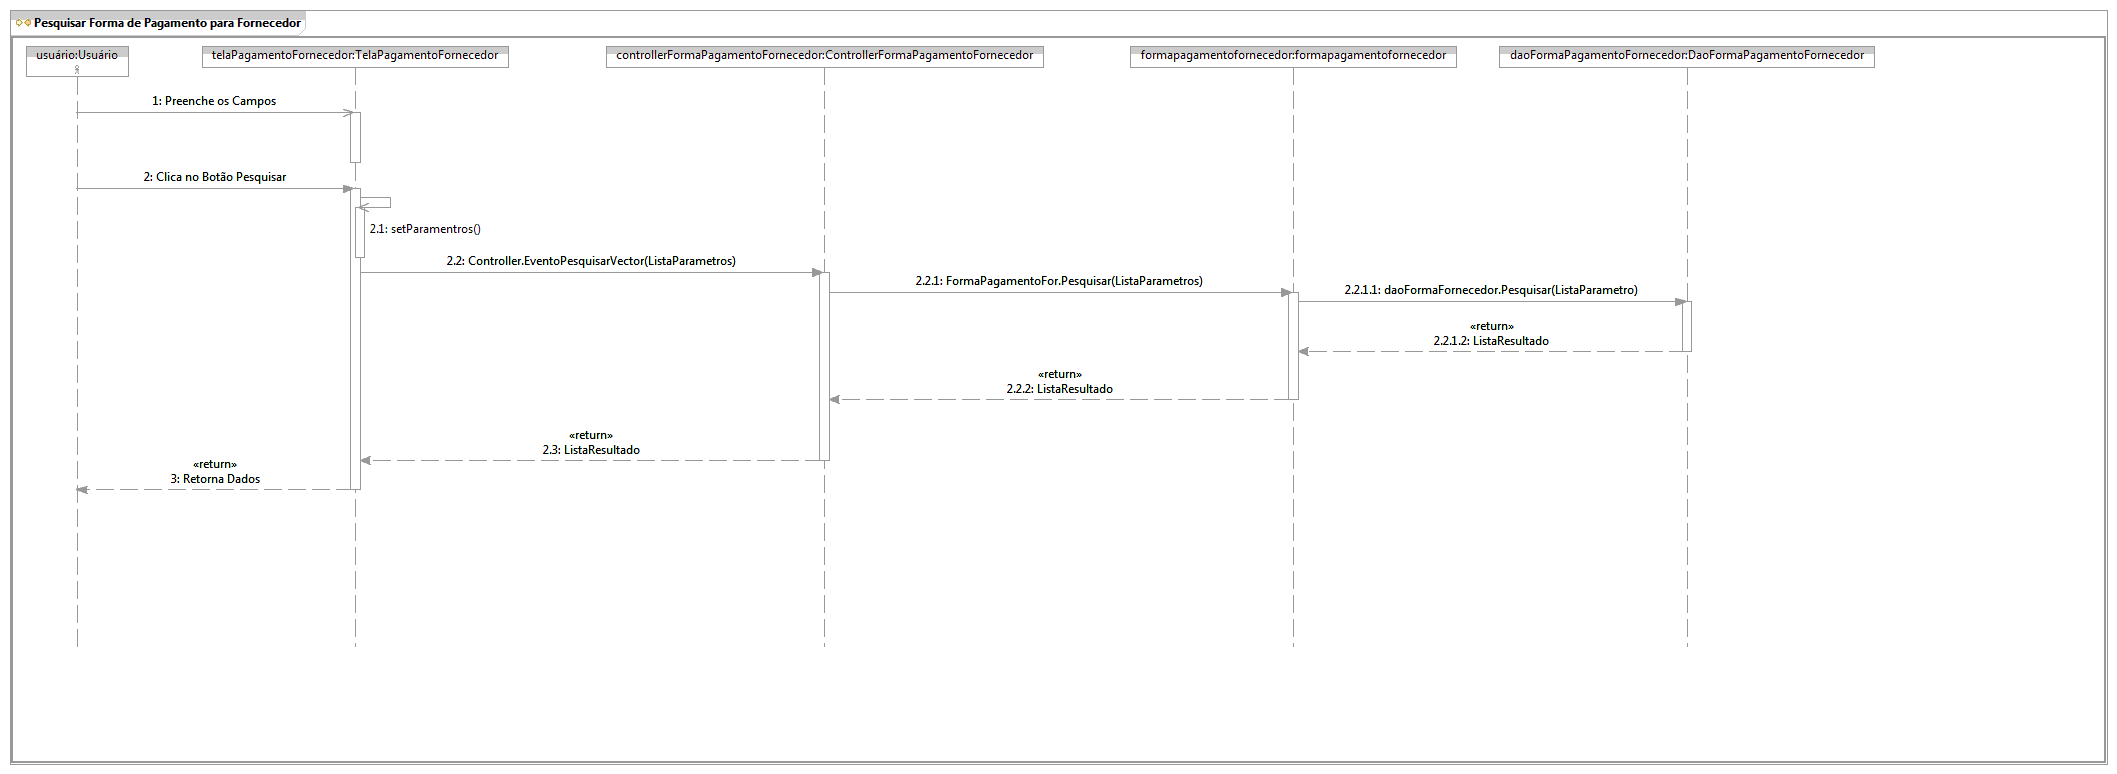 Pesquisar Forma de Pagamento para Fornecedor
usuário:Usuário
telaPagamentoFornecedor:TelaPagamentoFornecedor
controllerFormaPagamentoFornecedor:ControllerFormaPagamentoFornecedor
formapagamentofornecedor:formapagamentofornecedor
daoFormaPagamentoFornecedor:DaoFormaPagamentoFornecedor
1: Preenche os Campos
2: Clica no Botão Pesquisar
2.1: setParamentros()
2.2: Controller.EventoPesquisarVector(ListaParametros)
2.2.1: FormaPagamentoFor.Pesquisar(ListaParametros)
2.2.1.1: daoFormaFornecedor.Pesquisar(ListaParametro)
«return»
2.2.1.2: ListaResultado
«return»
2.2.2: ListaResultado
«return»
2.3: ListaResultado
«return»
3: Retorna Dados